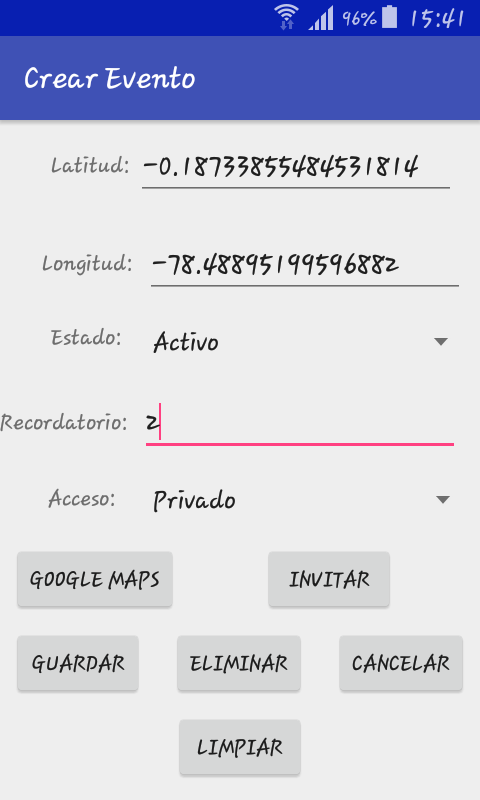 96% 15:41
Crear Evento
Latitud: -0.18733855484531814
Longitud: -78.48895199596882
Estado: Activo
Recordatorio: 2
Acceso: Privado
GOOGLE MAPS INVITAR
GUARDAR ELIMINAR CANCELAR
LIMPIAR